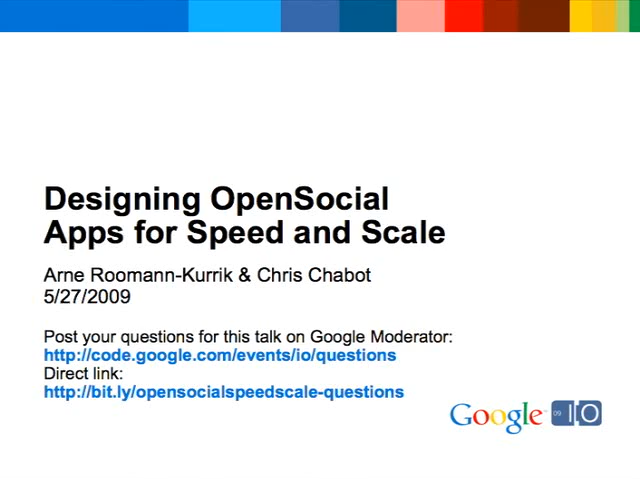 Designing OpenSocial
Apps for Speed and Scale
Arne Roomann-Kurrik & Chris Chabot
5/27/2009
Post your questions for this talk on Google Moderator:
http://code.google.com/events/io/questions
Direct link:
http://bit.ly/opensocialspeedscale-questions
Google 09 IO